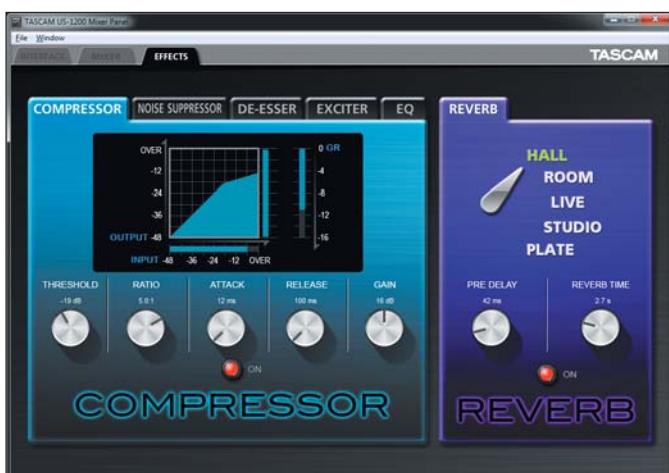 TASCAM US-1200 Mixer Panel
File Window
INTERFACE MIXER EFFECTS TASCAM
COMPRESSOR NOISE SUPPRESSOR DE-ESSER EXCITER EQ
OVER
-12
-24
-36
OUTPUT -48
INPUT -48 -36 -24 -12 OVER
0 GR
-4
-8
-12
-16
THRESHOLD RATIO ATTACK RELEASE GAIN
-19 dB 5.0:1 12 ms 100 ms 16 dB
ON
COMPRESSOR
REVERB
HALL
ROOM
LIVE
STUDIO
PLATE
PRE DELAY REVERB TIME
42 ms 2.7 s
ON
REVERB